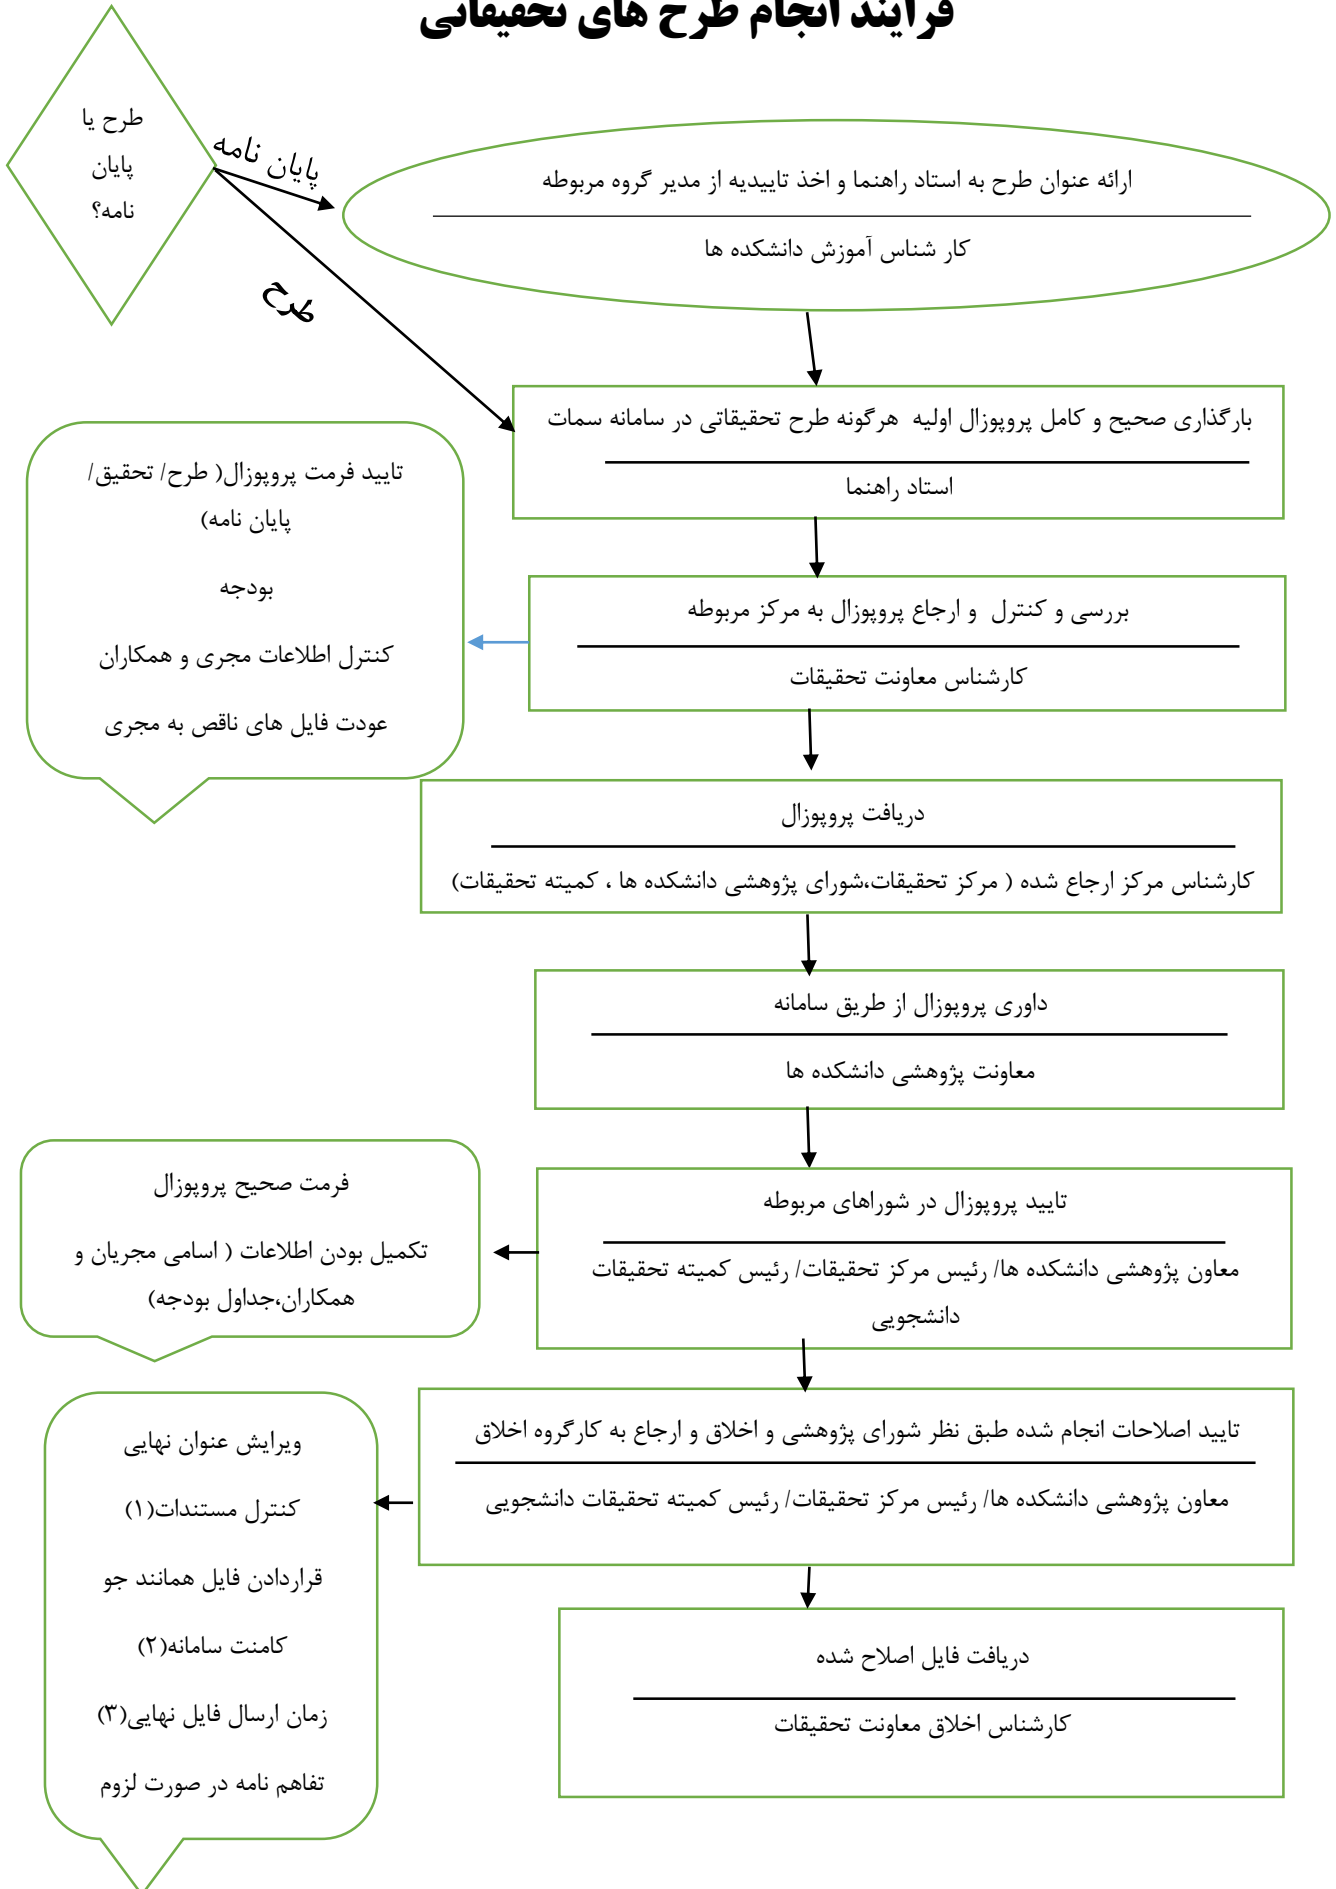 فرآیند انجام طرح های تحقیقاتی
طرح یا
پایان
نامه؟
پایان نامه
طرح
ارائه عنوان طرح به استاد راهنما و اخذ تاییدیه از مدیر گروه مربوطه
کار شناس آموزش دانشکده ها
بارگذاری صحیح و کامل پروپوزال اولیه هرگونه طرح تحقیقاتی در سامانه سمات
استاد راهنما
تایید فرمت پروپوزال( طرح/ تحقیق/
پایان نامه)
بودجه
کنترل اطلاعات مجری و همکاران
عودت فایل های ناقص به مجری
بررسی و کنترل و ارجاع پروپوزال به مرکز مربوطه
کارشناس معاونت تحقیقات
دریافت پروپوزال
کارشناس مرکز ارجاع شده ( مرکز تحقیقات،شورای پژوهشی دانشکده ها ، کمیته تحقیقات)
داوری پروپوزال از طریق سامانه
معاونت پژوهشی دانشکده ها
تایید پروپوزال در شوراهای مربوطه
معاون پژوهشی دانشکده ها/ رئیس مرکز تحقیقات/ رئیس کمیته تحقیقات
دانشجویی
فرمت صحیح پروپوزال
تکمیل بودن اطلاعات ( اسامی مجریان و
همکاران،جداول بودجه)
تایید اصلاحات انجام شده طبق نظر شورای پژوهشی و اخلاق و ارجاع به کارگروه اخلاق
معاون پژوهشی دانشکده ها/ رئیس مرکز تحقیقات/ رئیس کمیته تحقیقات دانشجویی
ویرایش عنوان نهایی
کنترل مستندات(۱)
قراردادن فایل همانند جو
کامنت سامانه(۲)
زمان ارسال فایل نهایی(۳)
تفاهم نامه در صورت لزوم
دریافت فایل اصلاح شده
کارشناس اخلاق معاونت تحقیقات